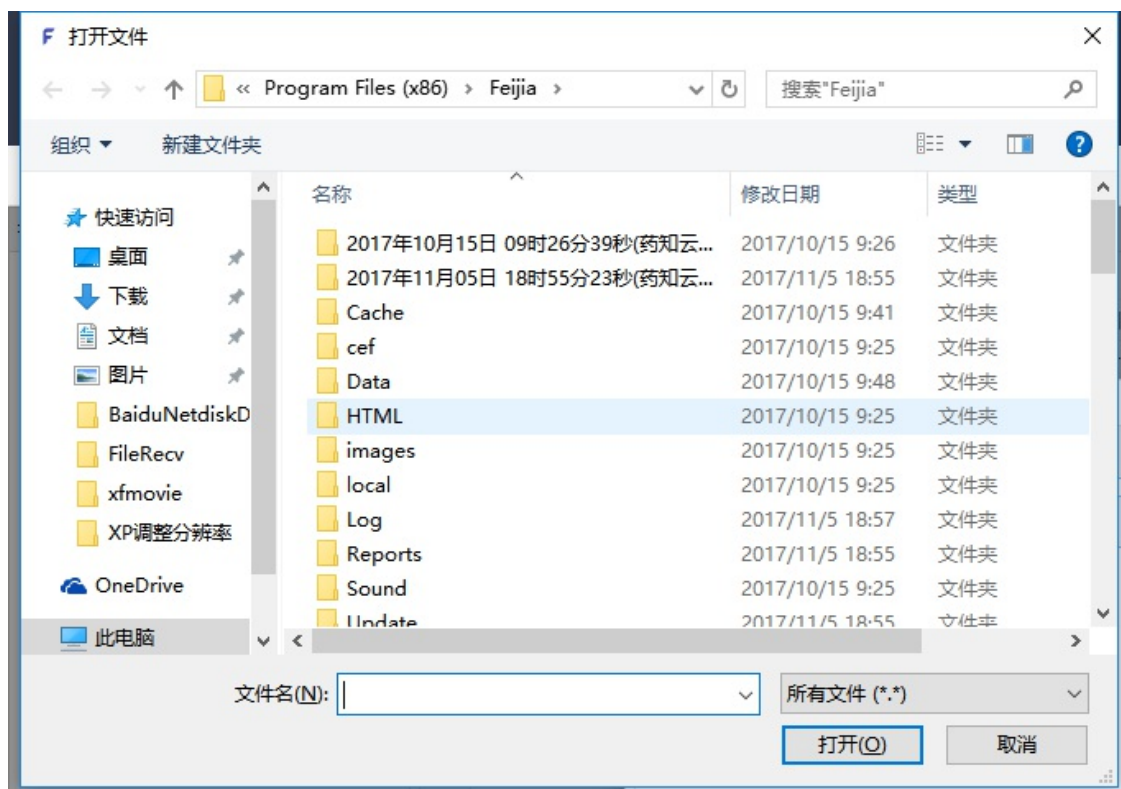 F 打开文件
« Program Files (x86) › Feijia ›
搜索"Feijia"
组织 新建文件夹
?
名称 修改日期 类型
快速访问
桌面
下载
文档
图片
BaiduNetdiskD
FileRecv
xfmovie
XP调整分辨率
OneDrive
此电脑
2017年10月15日 09时26分39秒(药知云... 2017/10/15 9:26 文件夹
2017年11月05日 18时55分23秒(药知云... 2017/11/5 18:55 文件夹
Cache 2017/10/15 9:41 文件夹
cef 2017/10/15 9:25 文件夹
Data 2017/10/15 9:48 文件夹
HTML 2017/10/15 9:25 文件夹
images 2017/10/15 9:25 文件夹
local 2017/10/15 9:25 文件夹
Log 2017/11/5 18:57 文件夹
Reports 2017/11/5 18:55 文件夹
Sound 2017/10/15 9:25 文件夹
Update 2017/11/5 18:55 文件夹
文件名(N): 所有文件 (*.*)
打开(O) 取消